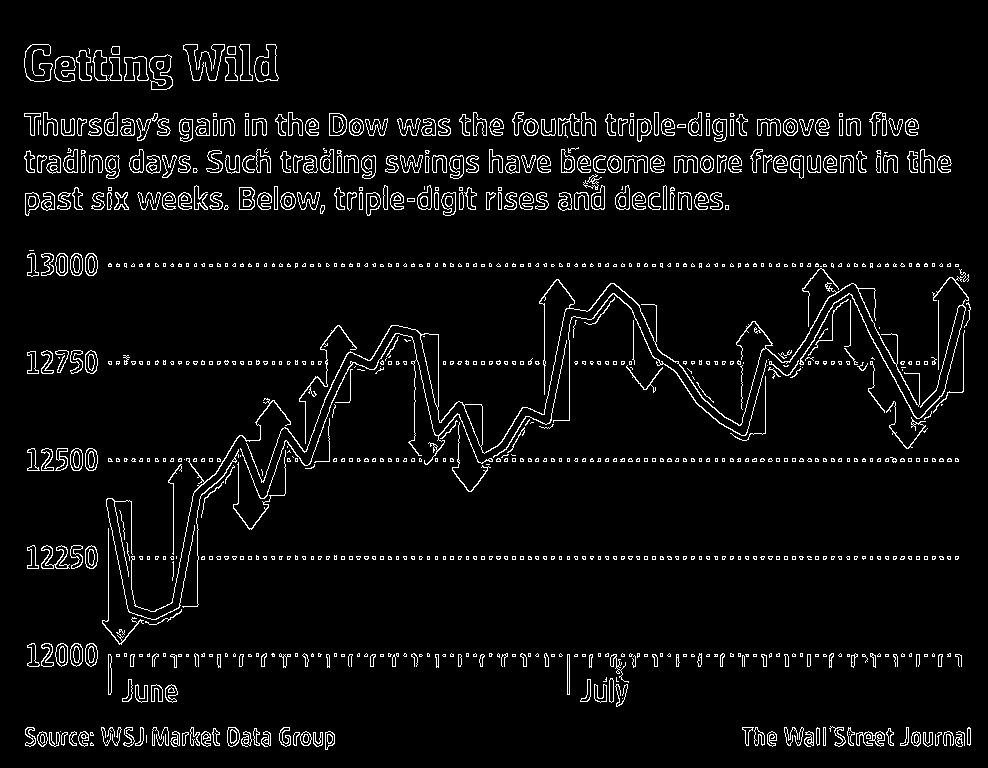 Getting Wild
Thursday's gain in the Dow was the fourth triple-digit move in five
trading days. Such trading swings have become more frequent in the
past six weeks. Below, triple-digit rises and declines.
13000
12750
12500
12250
12000
June July
Source: WSJ Market Data Group The Wall Street Journal